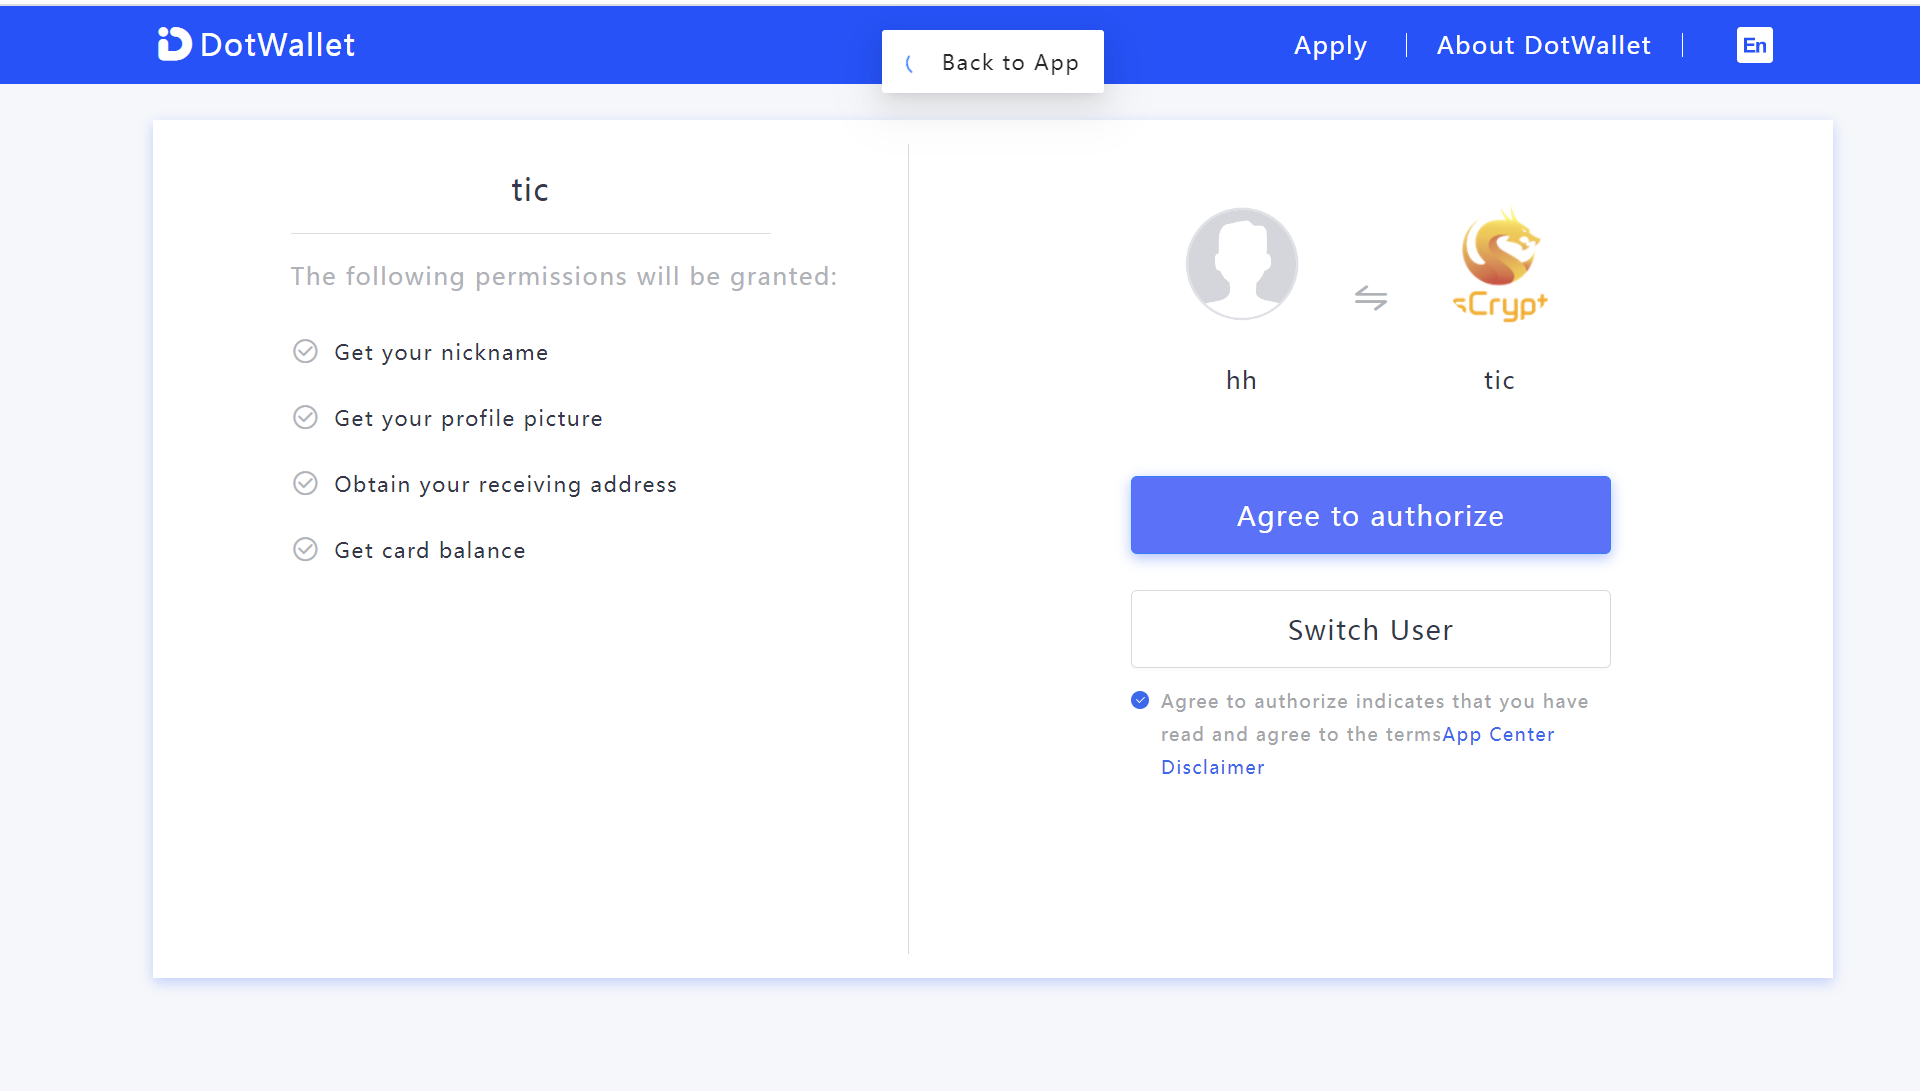 DotWallet
Back to App
Apply
About DotWallet
En
tic
The following permissions will be granted:
Get your nickname
Get your profile picture
Obtain your receiving address
Get card balance
sCrypt
hh
tic
Agree to authorize
Switch User
Agree to authorize indicates that you have
read and agree to the termsApp Center
Disclaimer